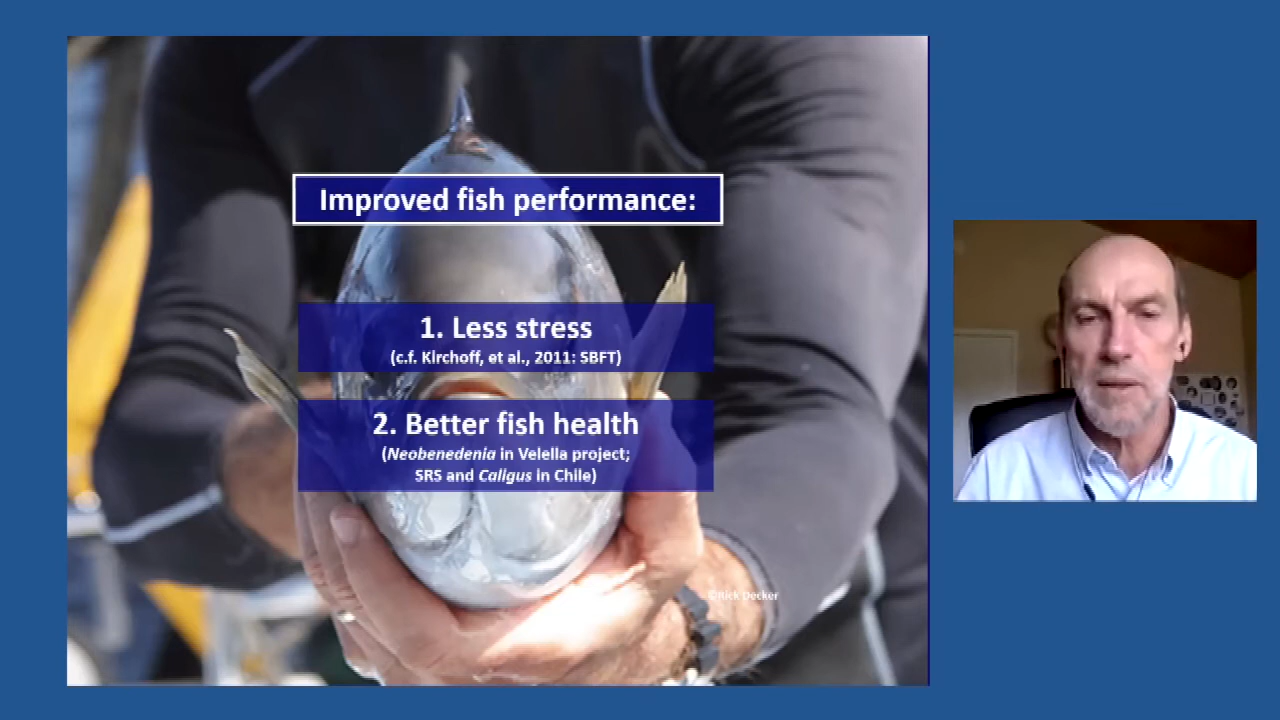 Improved fish performance:
1. Less stress
(c.f. Kirchoff, et al., 2011: SBFT)
2. Better fish health
(Neobenedenia in Velella project;
SRS and Caligus in Chile)
©Rick Decker